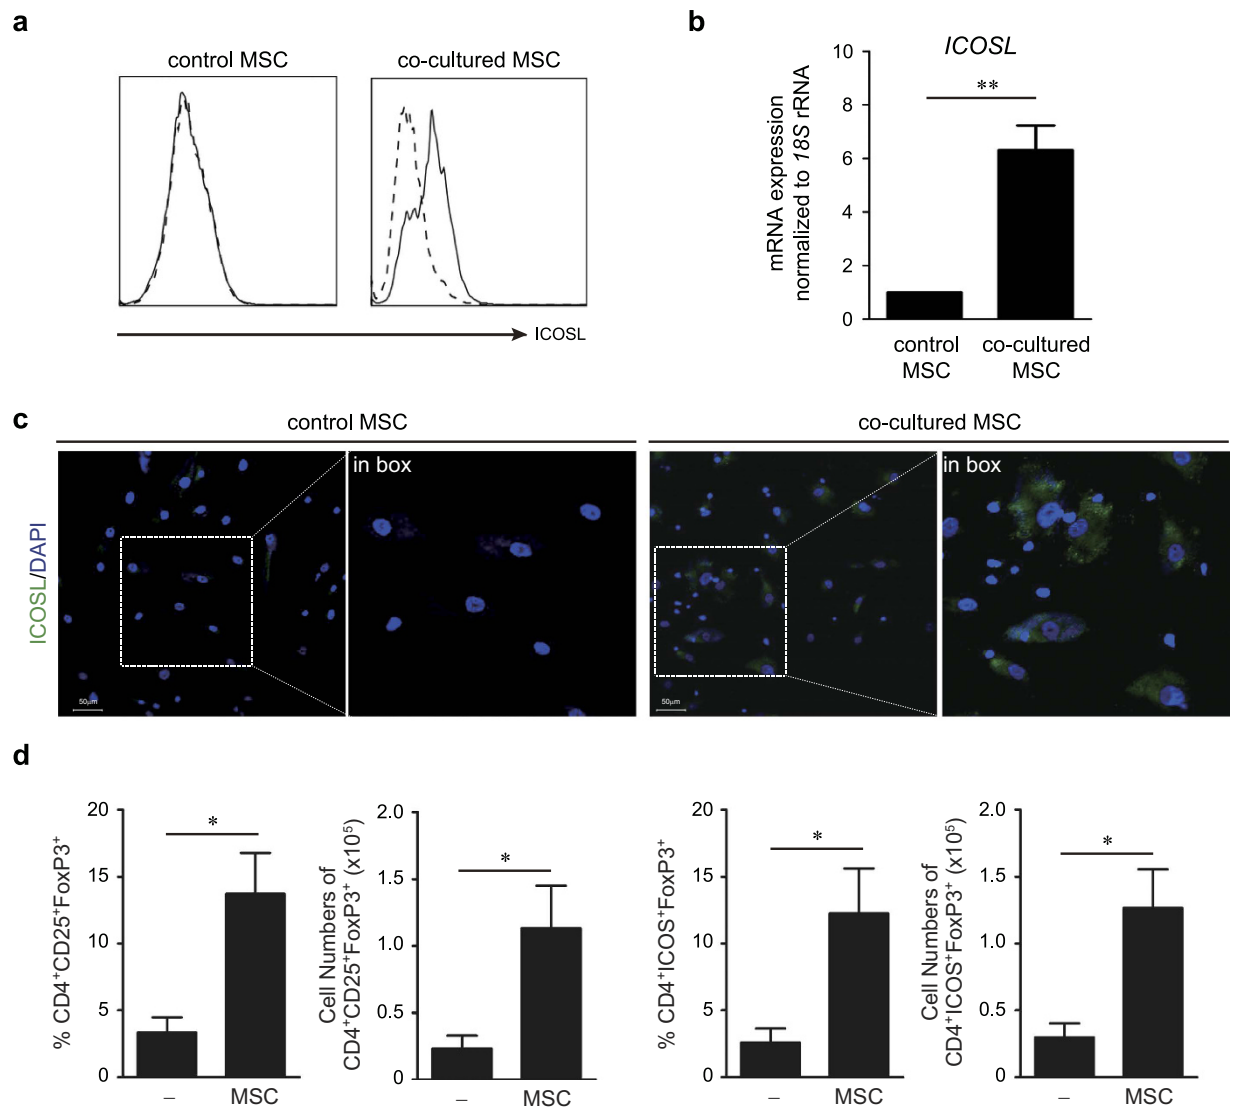 a
control MSC
co-cultured MSC
ICOSL
b
ICOSL
mRNA expression
normalized to 18S rRNA
10
8
6
4
2
0
**
control
MSC
co-cultured
MSC
c
control MSC
co-cultured MSC
ICOSL/DAPI
in box
in box
50μm
50μm
d
% CD4+CD25+FoxP3+
20
15
10
5
0
*
–
MSC
Cell Numbers of
CD4+CD25+FoxP3+ (x10⁵)
2.0
1.5
1.0
0.5
0
*
–
MSC
% CD4+ICOS+FoxP3+
20
15
10
5
0
*
–
MSC
Cell Numbers of
CD4+ICOS+FoxP3+ (x10⁵)
2.0
1.5
1.0
0.5
0
*
–
MSC